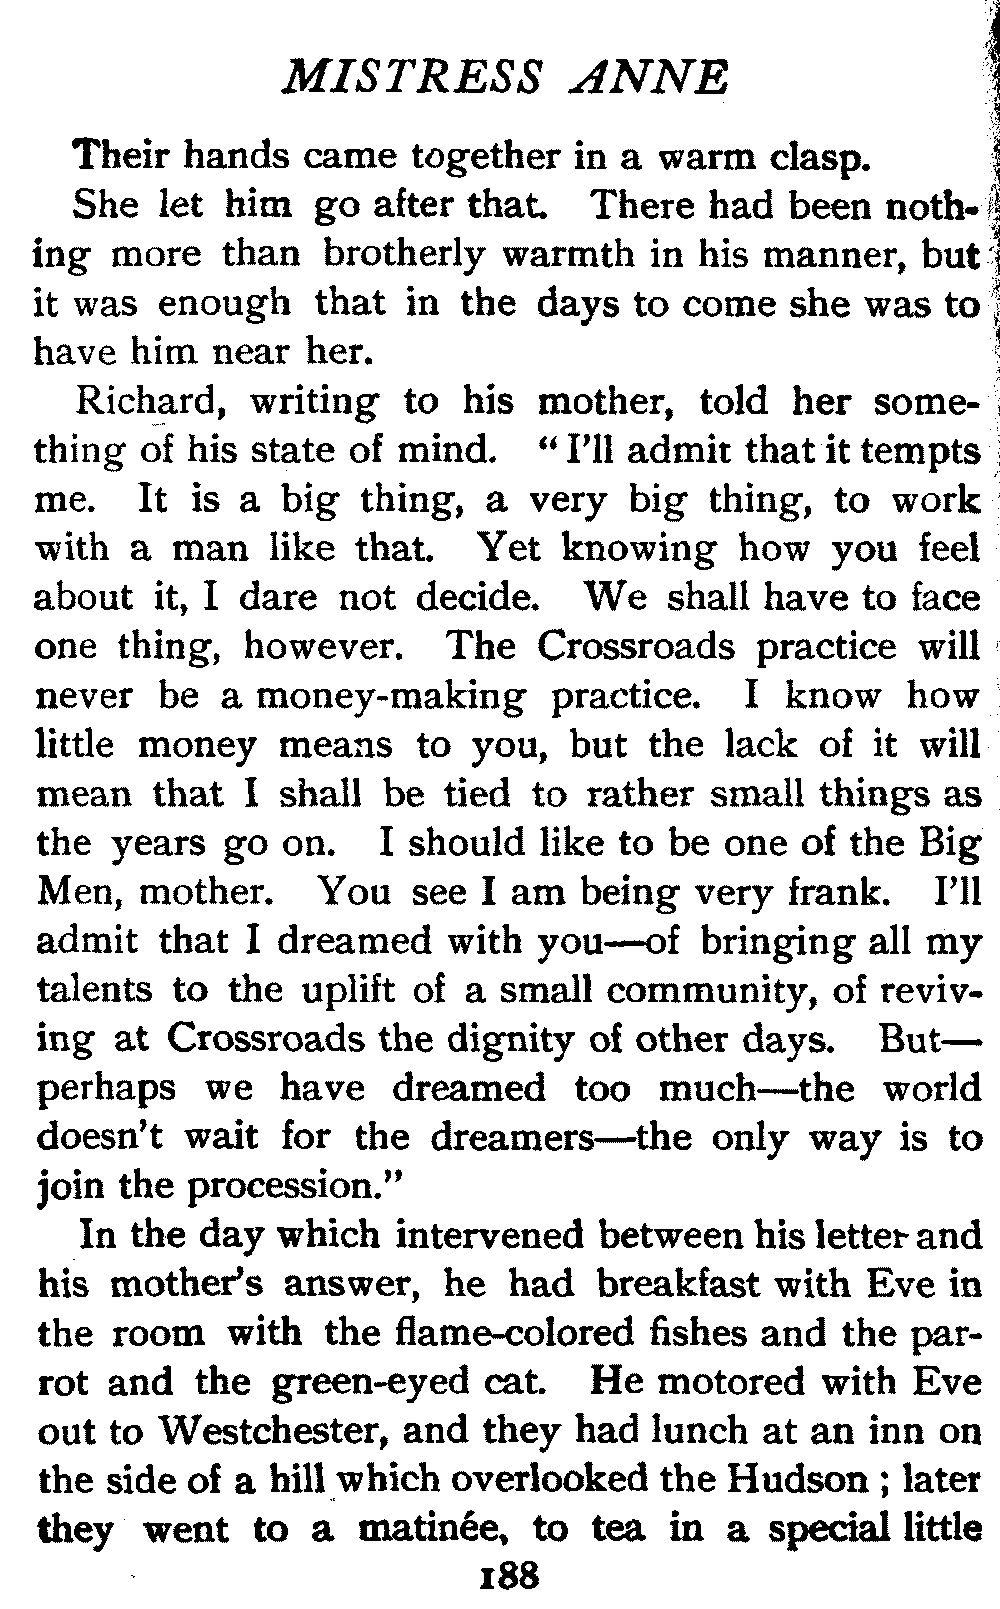 MISTRESS ANNE
Their hands came together in a warm clasp.
She let him go after that. There had been noth-
ing more than brotherly warmth in his manner, but
it was enough that in the days to come she was to
have him near her.
Richard, writing to his mother, told her some-
thing of his state of mind. "I'll admit that it tempts
me. It is a big thing, a very big thing, to work
with a man like that. Yet knowing how you feel
about it, I dare not decide. We shall have to face
one thing, however. The Crossroads practice will
never be a money-making practice. I know how
little money means to you, but the lack of it will
mean that I shall be tied to rather small things as
the years go on. I should like to be one of the Big
Men, mother. You see I am being very frank. I'll
admit that I dreamed with you—of bringing all my
talents to the uplift of a small community, of reviv-
ing at Crossroads the dignity of other days. But—
perhaps we have dreamed too much—the world
doesn't wait for the dreamers—the only way is to
join the procession."
In the day which intervened between his letter and
his mother's answer, he had breakfast with Eve in
the room with the flame-colored fishes and the par-
rot and the green-eyed cat. He motored with Eve
out to Westchester, and they had lunch at an inn on
the side of a hill which overlooked the Hudson; later
they went to a matinée, to tea in a special little
188